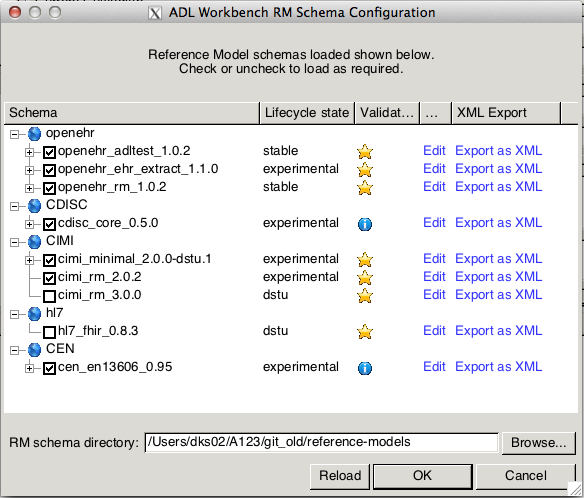 ADL Workbench RM Schema Configuration
Reference Model schemas loaded shown below.
Check or uncheck to load as required.
Schema Lifecycle state Validat... ... XML Export
openehr
openehr_adltest_1.0.2 stable Edit Export as XML
openehr_ehr_extract_1.1.0 experimental Edit Export as XML
openehr_rm_1.0.2 stable Edit Export as XML
CDISC
cdisc_core_0.5.0 experimental Edit Export as XML
CIMI
cimi_minimal_2.0.0-dstu.1 experimental Edit Export as XML
cimi_rm_2.0.2 experimental Edit Export as XML
cimi_rm_3.0.0 dstu Edit Export as XML
hl7
hl7_fhir_0.8.3 dstu Edit Export as XML
CEN
cen_en13606_0.95 experimental Edit Export as XML
RM schema directory: /Users/dks02/A123/git_old/reference-models Browse...
Reload OK Cancel